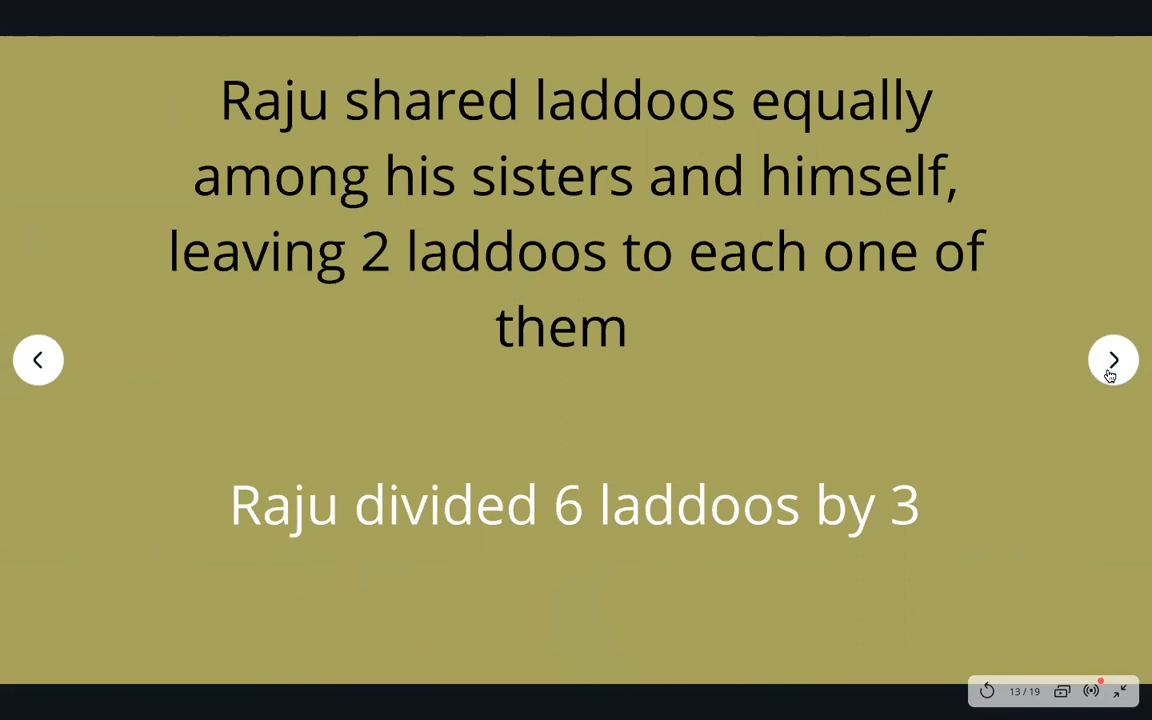 Raju shared laddoos equally
among his sisters and himself,
leaving 2 laddoos to each one of
them
Raju divided 6 laddoos by 3
13 / 19